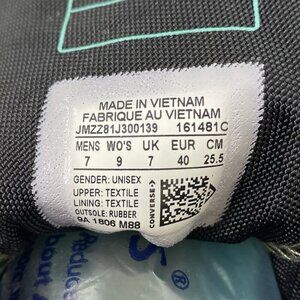 MADE IN VIETNAM
FABRIQUE AU VIETNAM
JMZZ81J300139 161481C
MENS WO'S UK EUR CM
7 9 7 40 25.5
GENDER: UNISEX
UPPER: TEXTILE
LINING: TEXTILE
OUTSOLE: RUBBER
9A 1806 M88
CONVERSE
S®